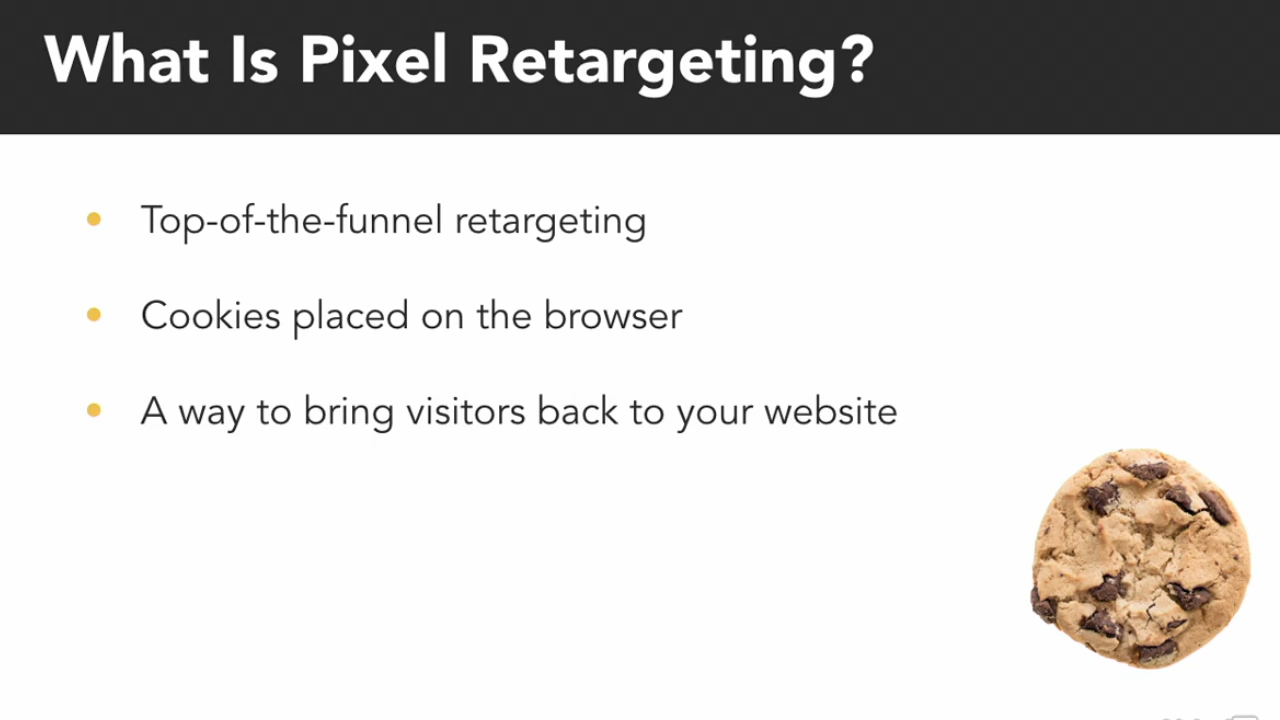 What Is Pixel Retargeting?
• Top-of-the-funnel retargeting
• Cookies placed on the browser
• A way to bring visitors back to your website